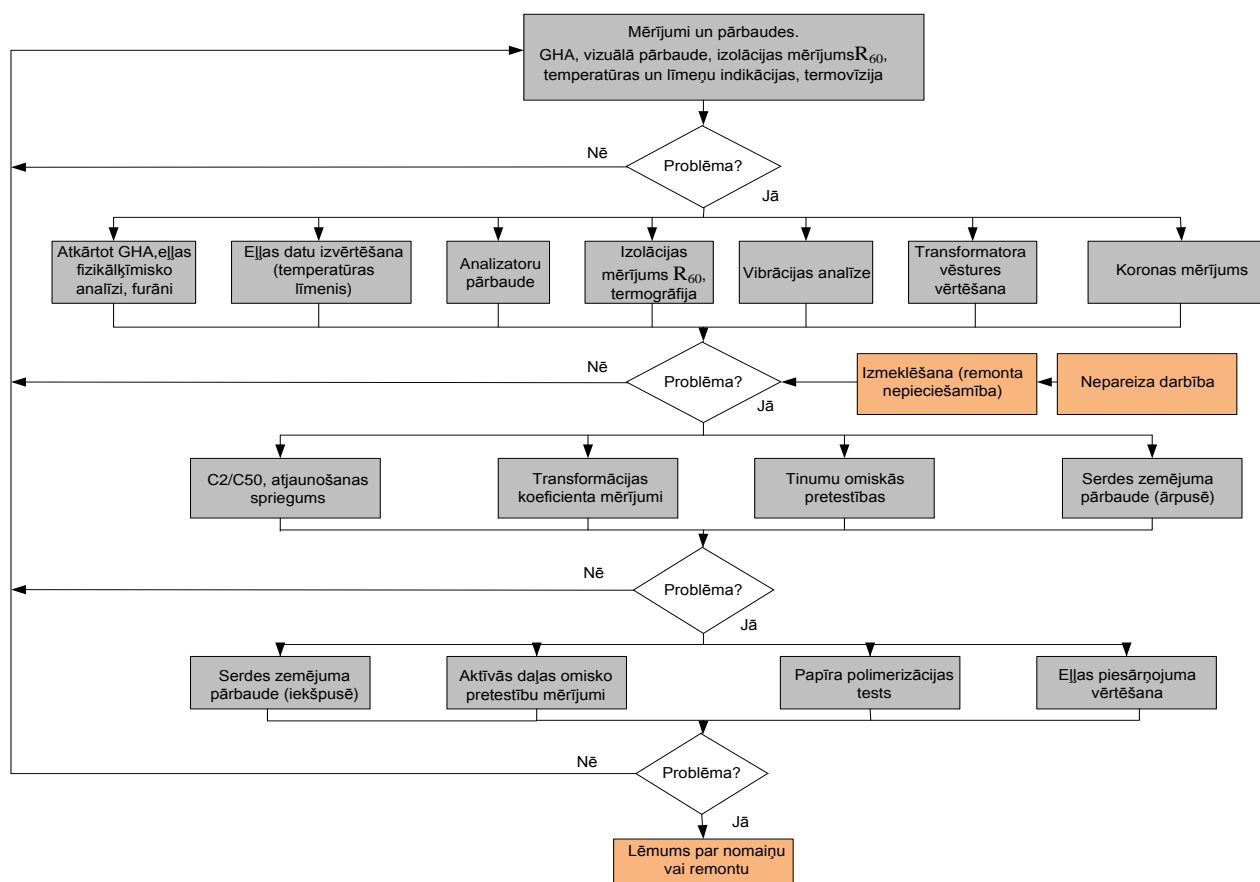 Mērījumi un pārbaudes.
GHA, vizuālā pārbaude, izolācijas mērījumsR₆₀,
temperatūras un līmeņu indikācijas, termovīzija
Nē
Problēma?
Jā
Atkārtot GHA,eļļas
fizikālķīmisko
analīzi, furāni
Eļļas datu izvērtēšana
(temperatūras
līmenis)
Analizatoru
pārbaude
Izolācijas
mērījums R₆₀,
termogrāfija
Vibrācijas analīze
Transformatora
vēstures
vērtēšana
Koronas mērījums
Nē
Problēma?
Jā
Izmeklēšana (remonta
nepieciešamība)
Nepareiza darbība
C2/C50, atjaunošanas
spriegums
Transformācijas
koeficienta mērījumi
Tinumu omiskās
pretestības
Serdes zemējuma
pārbaude (ārpusē)
Nē
Problēma?
Jā
Serdes zemējuma
pārbaude (iekšpusē)
Aktīvās daļas omisko
pretestību mērījumi
Papīra polimerizācijas
tests
Eļļas piesārņojuma
vērtēšana
Nē
Problēma?
Jā
Lēmums par nomaiņu
vai remontu